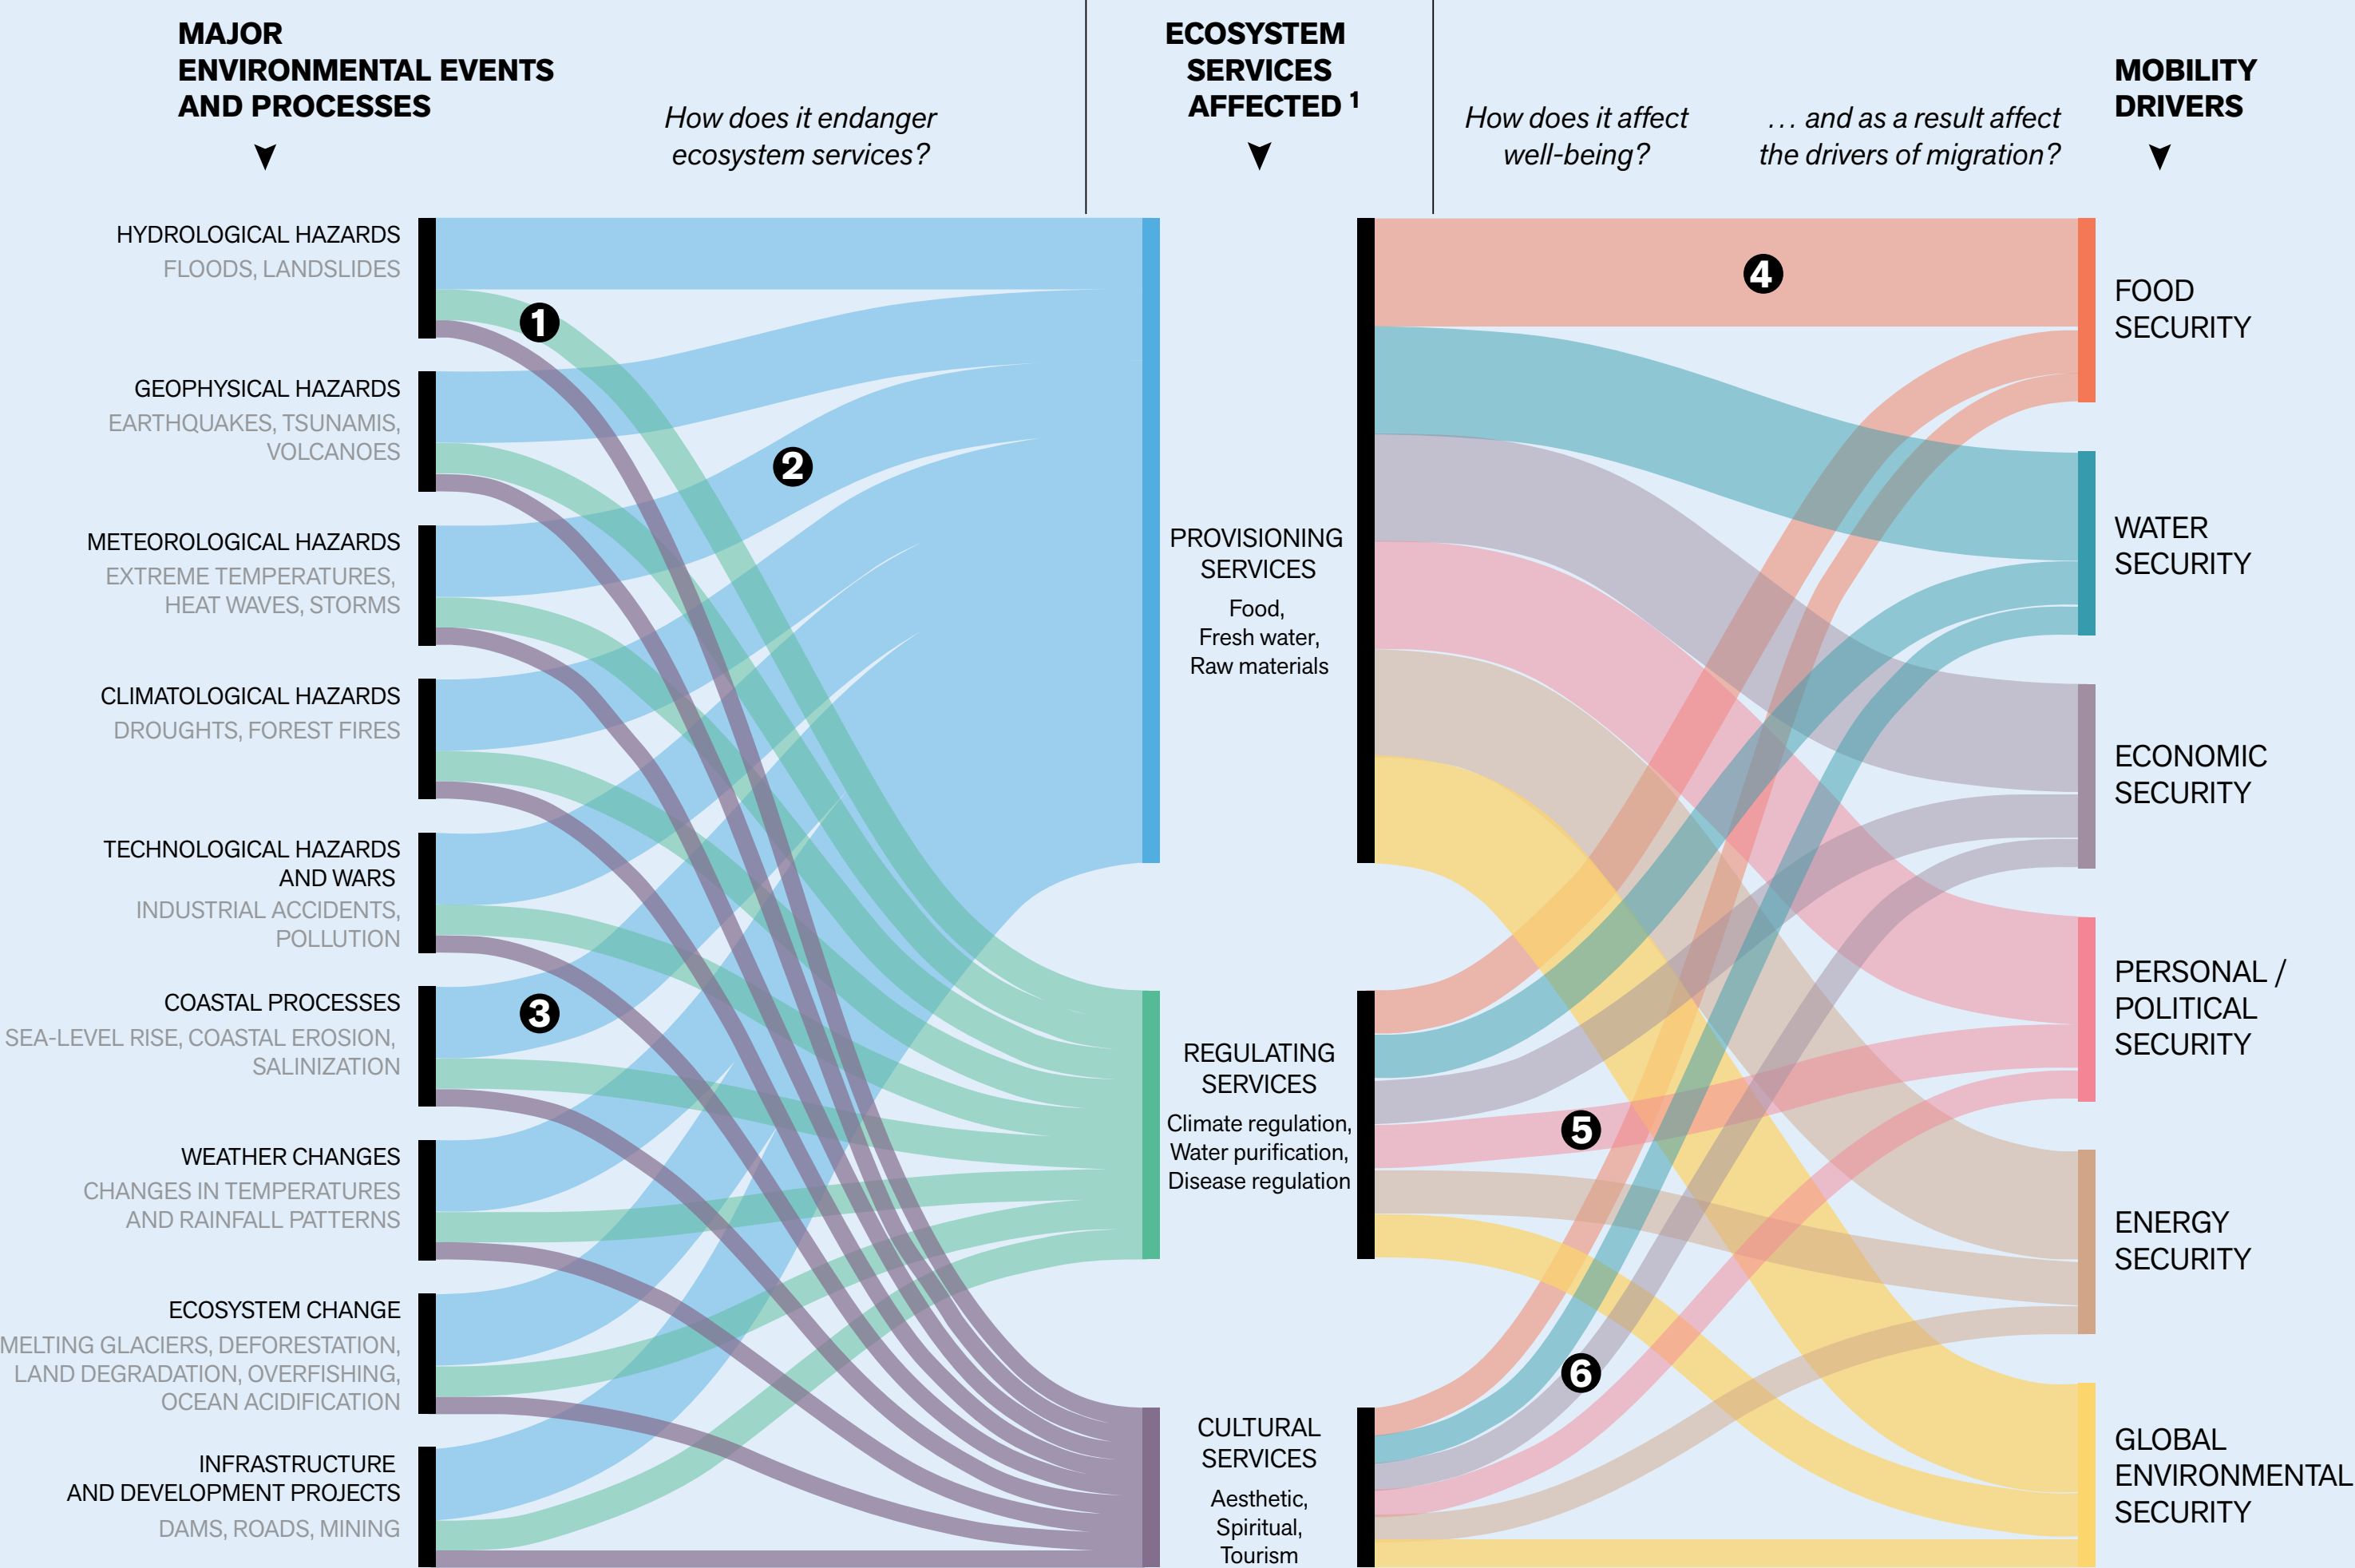 MAJOR
ENVIRONMENTAL EVENTS
AND PROCESSES
How does it endanger
ecosystem services?
ECOSYSTEM
SERVICES
AFFECTED 1
How does it affect
well-being?
… and as a result affect
the drivers of migration?
MOBILITY
DRIVERS
HYDROLOGICAL HAZARDS
FLOODS, LANDSLIDES
GEOPHYSICAL HAZARDS
EARTHQUAKES, TSUNAMIS,
VOLCANOES
METEOROLOGICAL HAZARDS
EXTREME TEMPERATURES,
HEAT WAVES, STORMS
CLIMATOLOGICAL HAZARDS
DROUGHTS, FOREST FIRES
TECHNOLOGICAL HAZARDS
AND WARS
INDUSTRIAL ACCIDENTS,
POLLUTION
COASTAL PROCESSES
SEA-LEVEL RISE, COASTAL EROSION,
SALINIZATION
WEATHER CHANGES
CHANGES IN TEMPERATURES
AND RAINFALL PATTERNS
ECOSYSTEM CHANGE
MELTING GLACIERS, DEFORESTATION,
LAND DEGRADATION, OVERFISHING,
OCEAN ACIDIFICATION
INFRASTRUCTURE
AND DEVELOPMENT PROJECTS
DAMS, ROADS, MINING
1
2
3
PROVISIONING
SERVICES
Food,
Fresh water,
Raw materials
REGULATING
SERVICES
Climate regulation,
Water purification,
Disease regulation
CULTURAL
SERVICES
Aesthetic,
Spiritual,
Tourism
4
5
6
FOOD
SECURITY
WATER
SECURITY
ECONOMIC
SECURITY
PERSONAL /
POLITICAL
SECURITY
ENERGY
SECURITY
GLOBAL
ENVIRONMENTAL
SECURITY